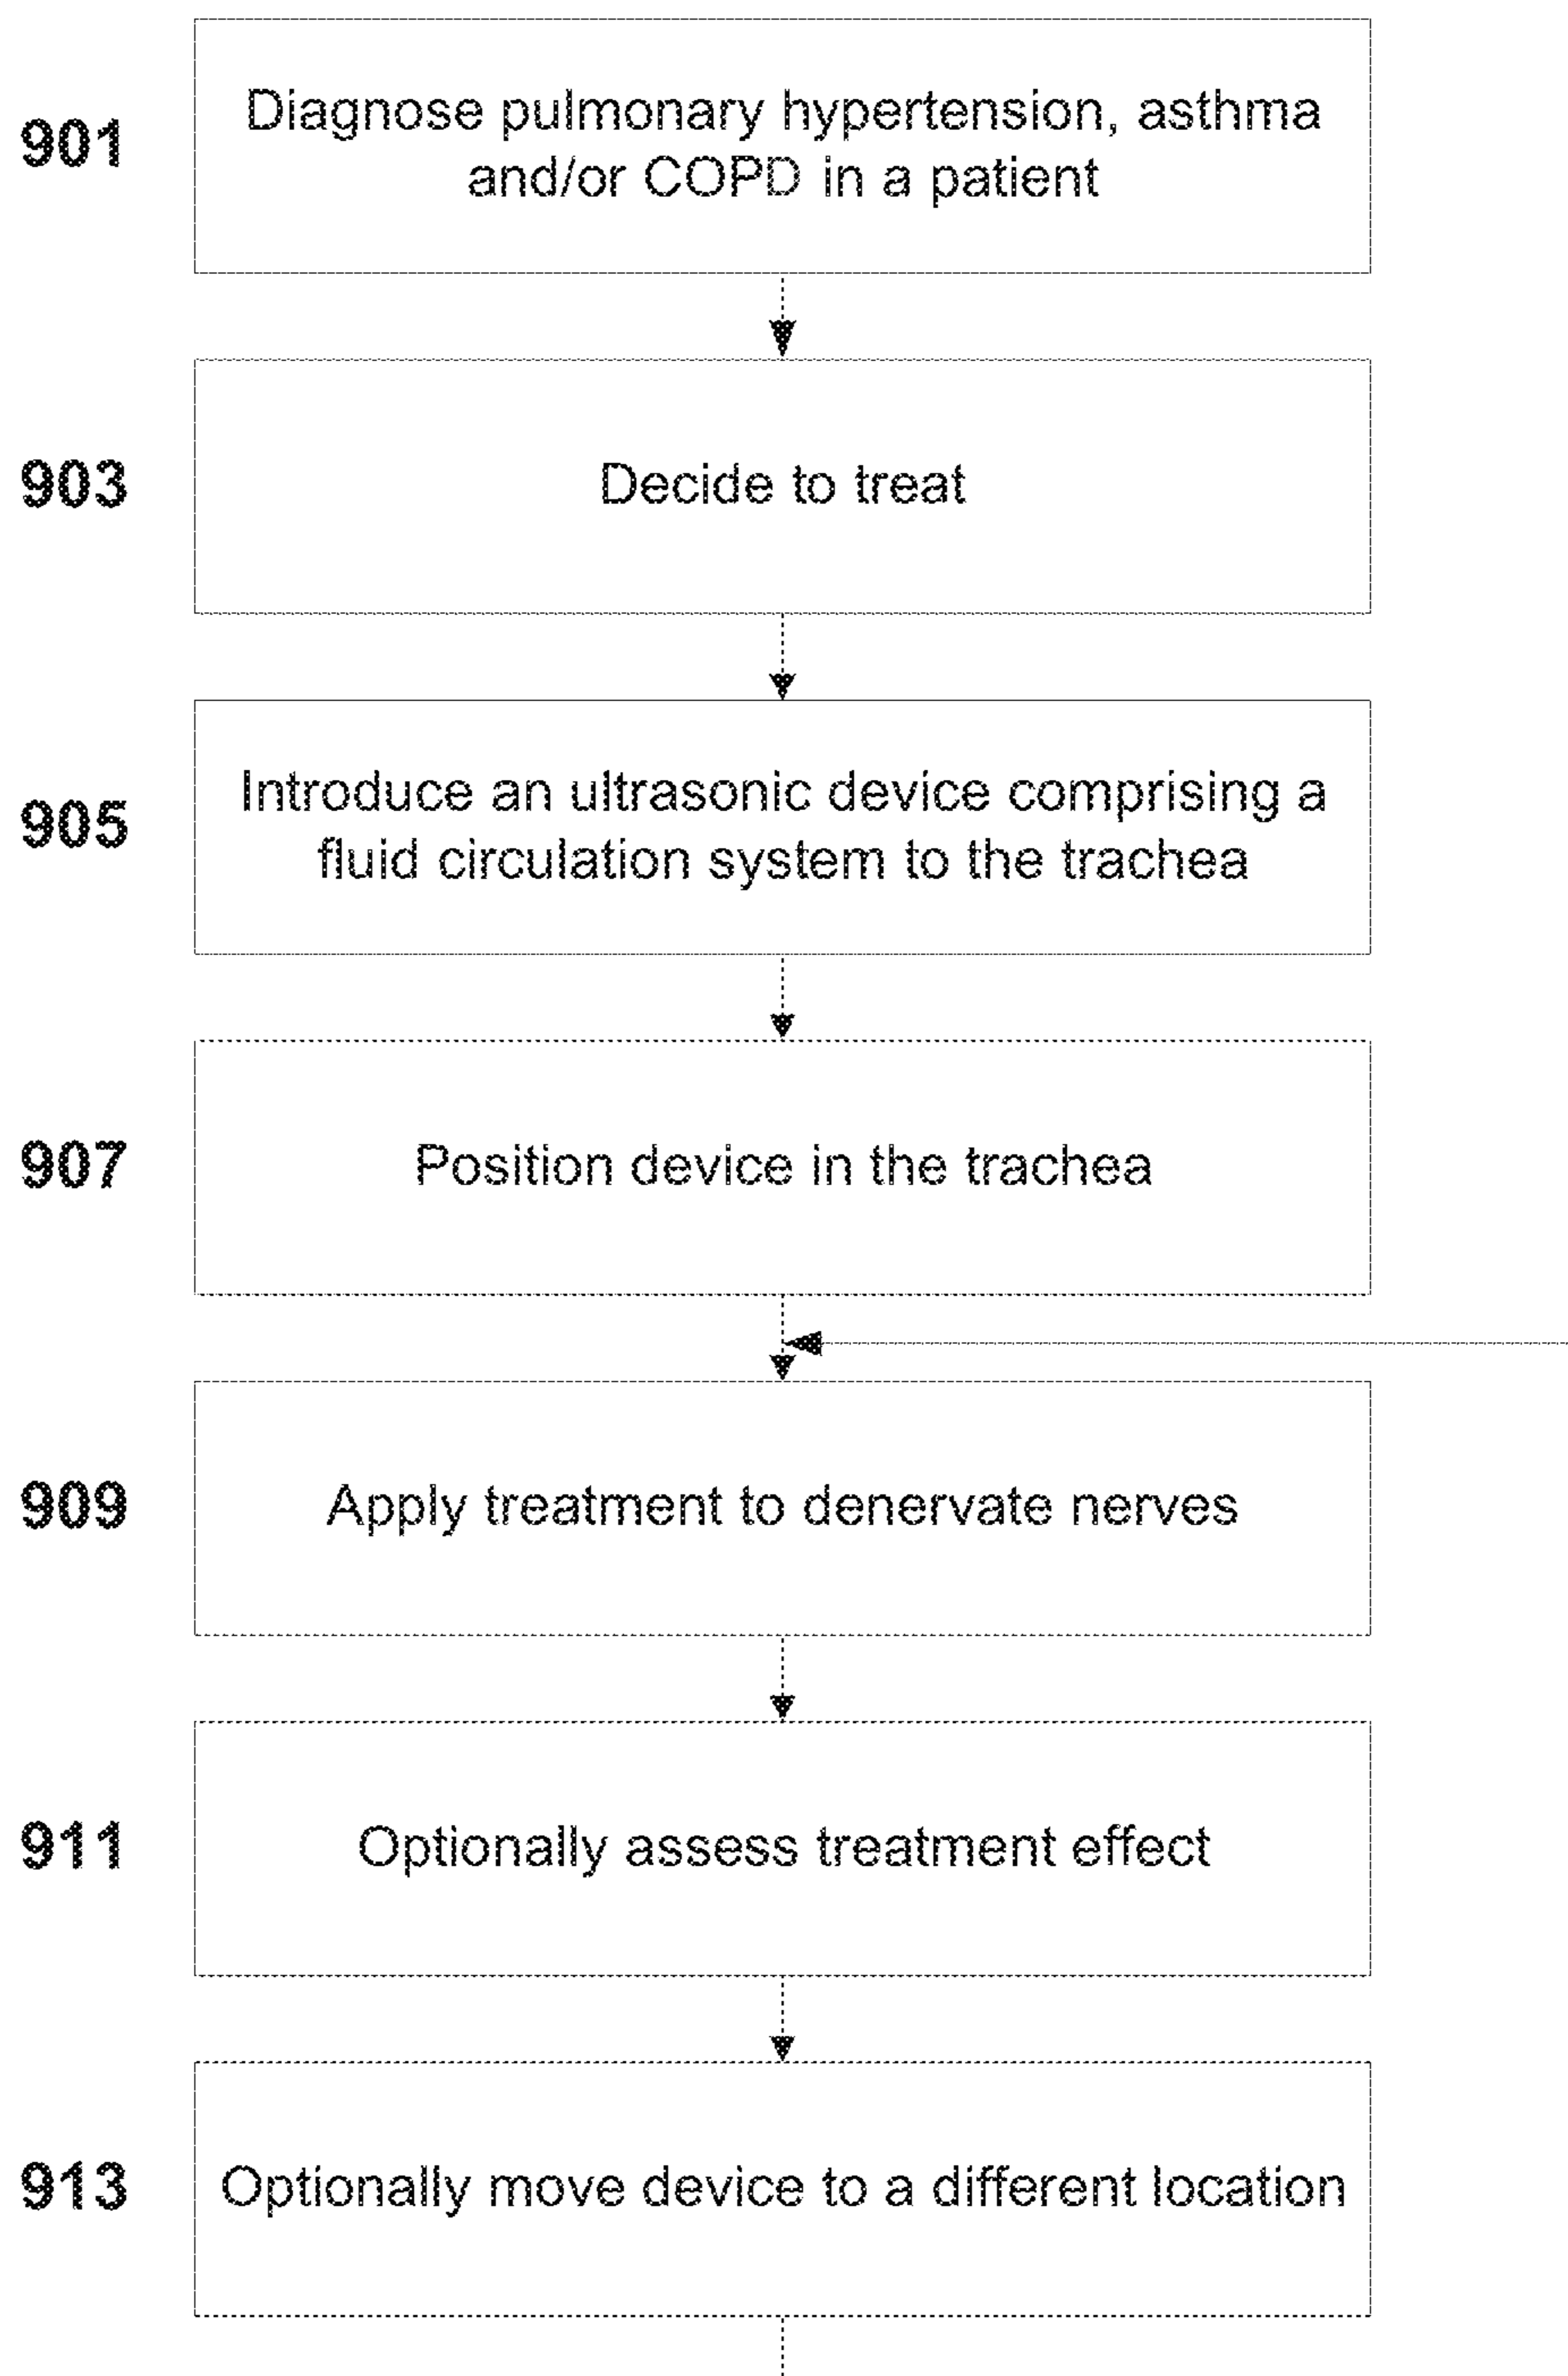 901
Diagnose pulmonary hypertension, asthma
and/or COPD in a patient
903
Decide to treat
905
Introduce an ultrasonic device comprising a
fluid circulation system to the trachea
907
Position device in the trachea
909
Apply treatment to denervate nerves
911
Optionally assess treatment effect
913
Optionally move device to a different location